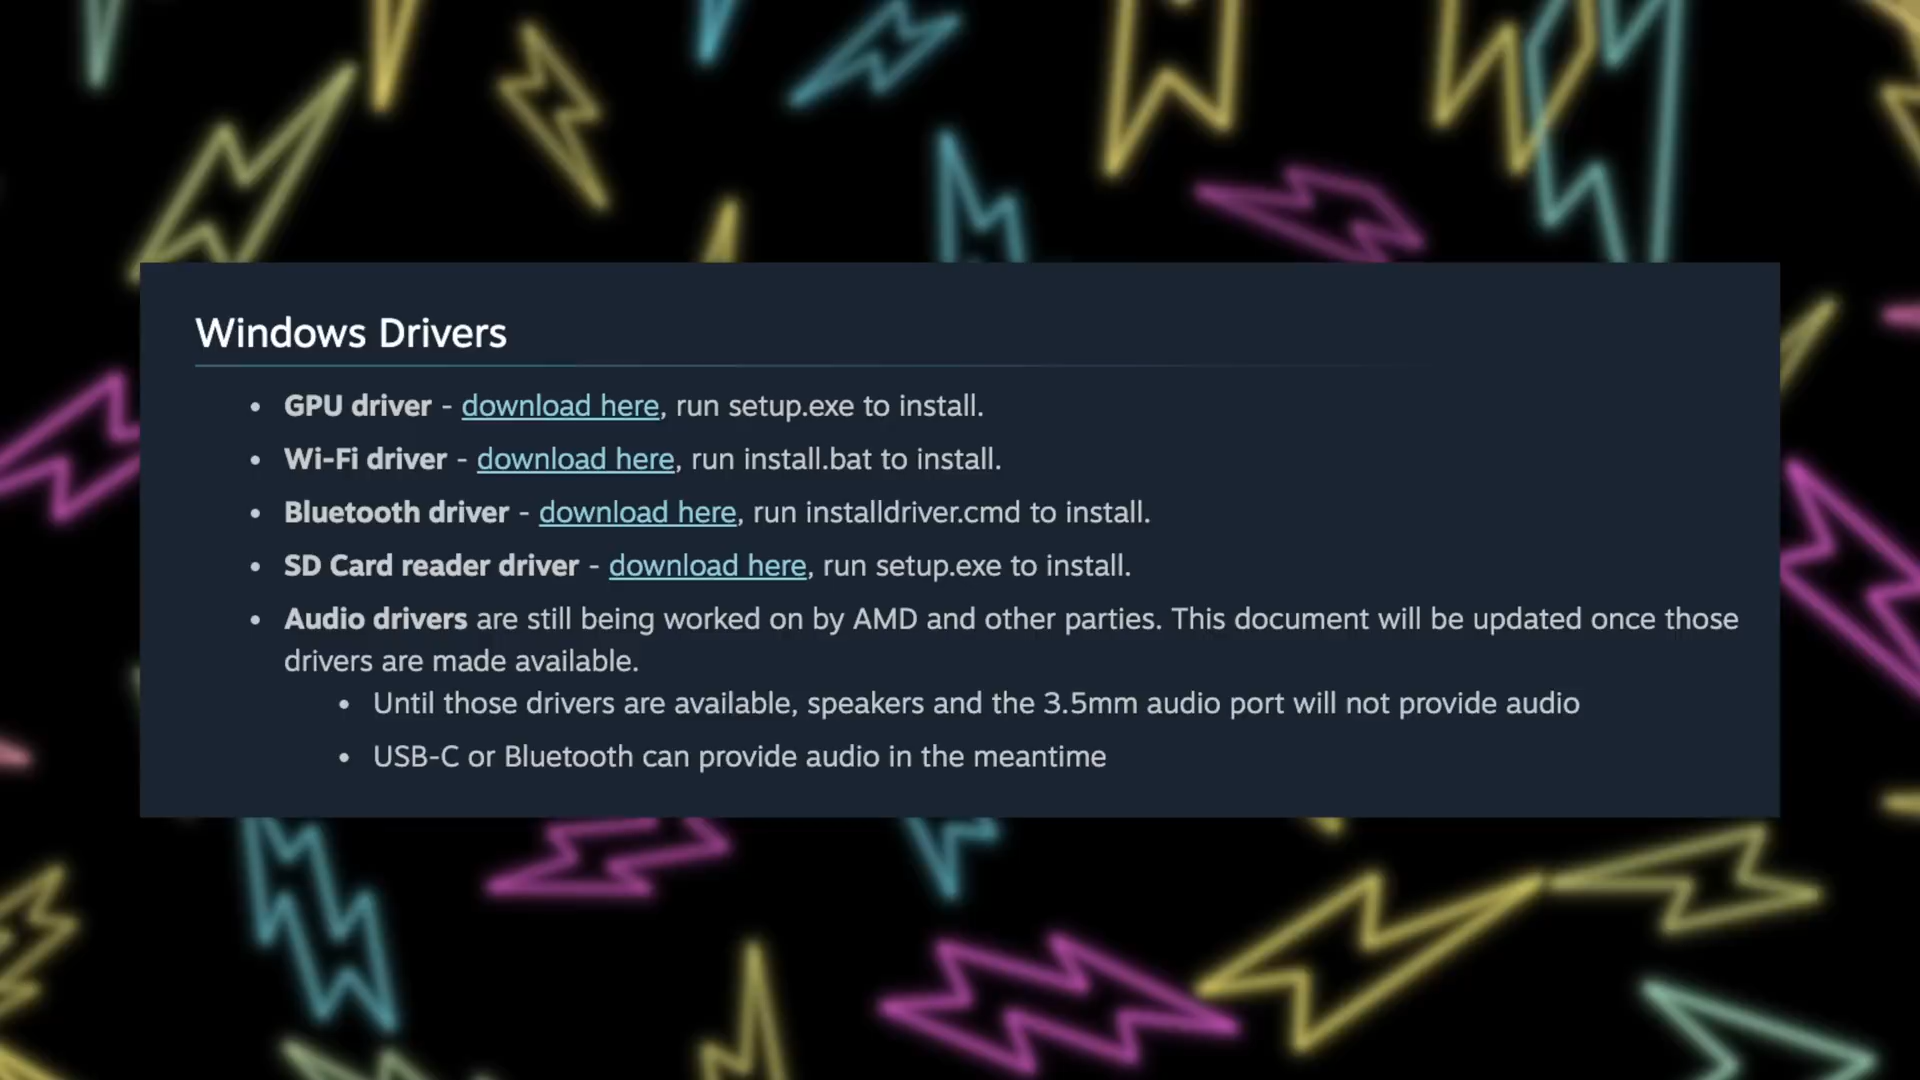 Windows Drivers
• GPU driver - download here, run setup.exe to install.
• Wi-Fi driver - download here, run install.bat to install.
• Bluetooth driver - download here, run installdriver.cmd to install.
• SD Card reader driver - download here, run setup.exe to install.
• Audio drivers are still being worked on by AMD and other parties. This document will be updated once those
drivers are made available.
• Until those drivers are available, speakers and the 3.5mm audio port will not provide audio
• USB-C or Bluetooth can provide audio in the meantime